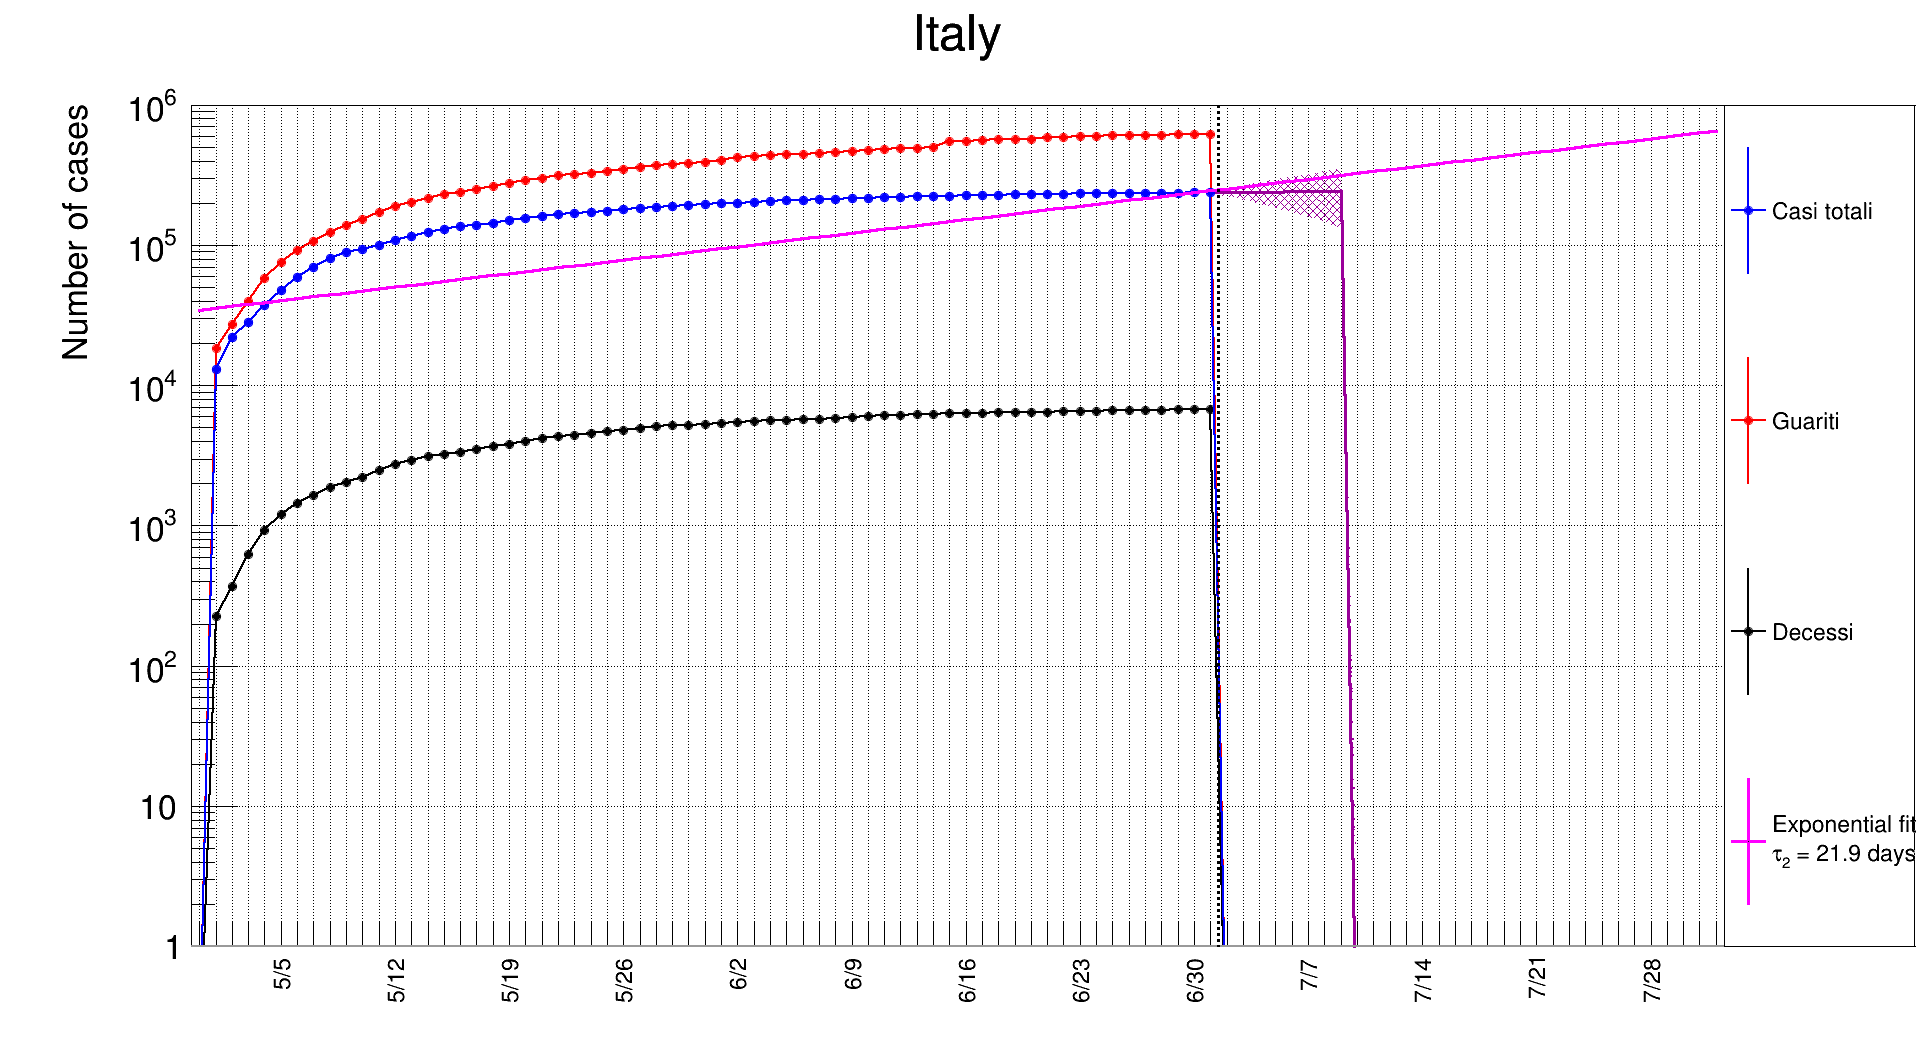 Italy
Number of cases
10^6
10^5
10^4
10^3
10^2
10
1
5/5
5/12
5/19
5/26
6/2
6/9
6/16
6/23
6/30
7/7
7/14
7/21
7/28
Casi totali
Guariti
Decessi
Exponential fit
τ_2 = 21.9 days